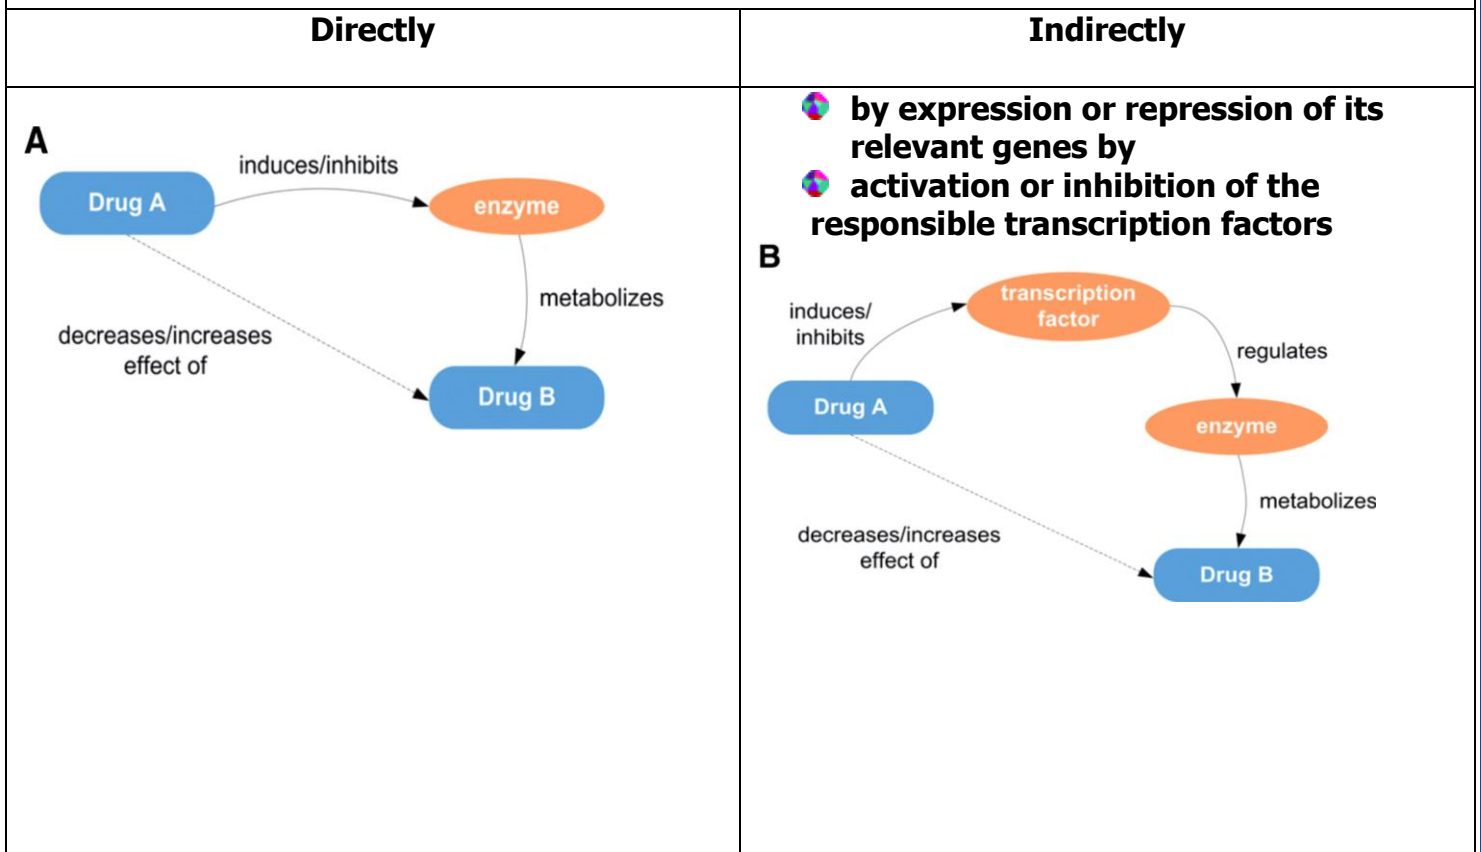 Directly
Indirectly
A
induces/inhibits
Drug A
enzyme
metabolizes
decreases/increases
effect of
Drug B
by expression or repression of its
relevant genes by
activation or inhibition of the
responsible transcription factors
B
transcription
factor
induces/
inhibits
regulates
Drug A
enzyme
metabolizes
decreases/increases
effect of
Drug B